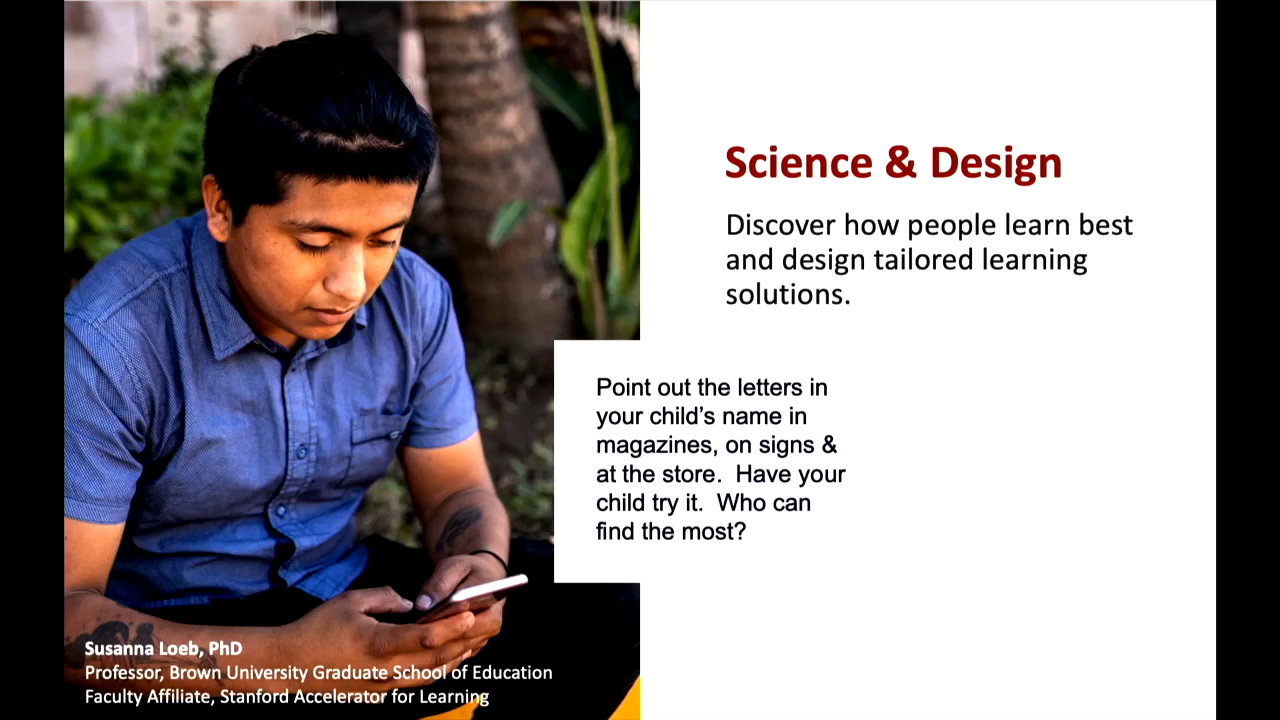 Science & Design
Discover how people learn best
and design tailored learning
solutions.
Point out the letters in
your child’s name in
magazines, on signs &
at the store.  Have your
child try it.  Who can
find the most?
Susanna Loeb, PhD
Professor, Brown University Graduate School of Education
Faculty Affiliate, Stanford Accelerator for Learning